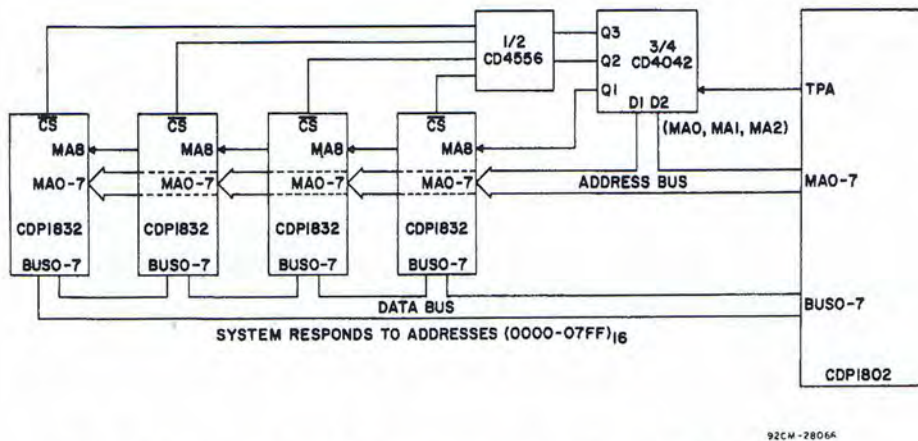 1/2
CD4556
Q3
Q2
Q1
3/4
CD4042
D1 D2
TPA
(MA0, MA1, MA2)
CS CS CS CS
MA8 MA8 MA8 MA8
MA0-7 MA0-7 MA0-7 MA0-7
ADDRESS BUS
MA0-7
CDP1832 CDP1832 CDP1832 CDP1832
BUS0-7 BUS0-7 BUS0-7 BUS0-7
DATA BUS
BUS0-7
SYSTEM RESPONDS TO ADDRESSES (0000-07FF)16
CDP1802